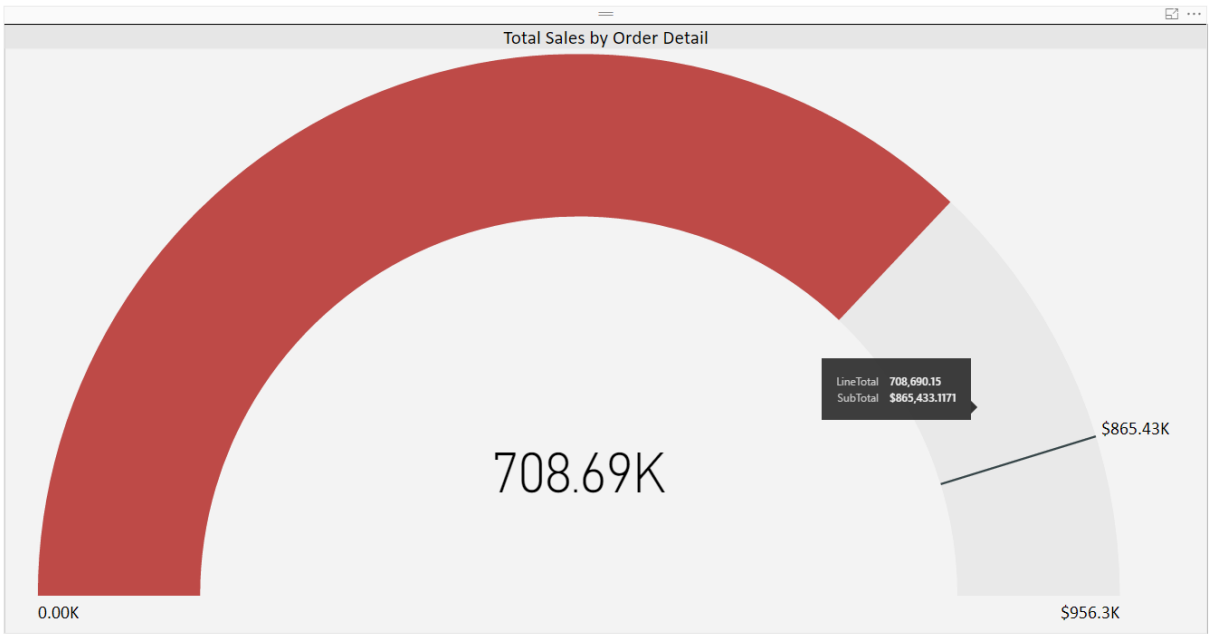 Total Sales by Order Detail
LineTotal 708,690.15
SubTotal $865,433.1171
$865.43K
708.69K
0.00K
$956.3K